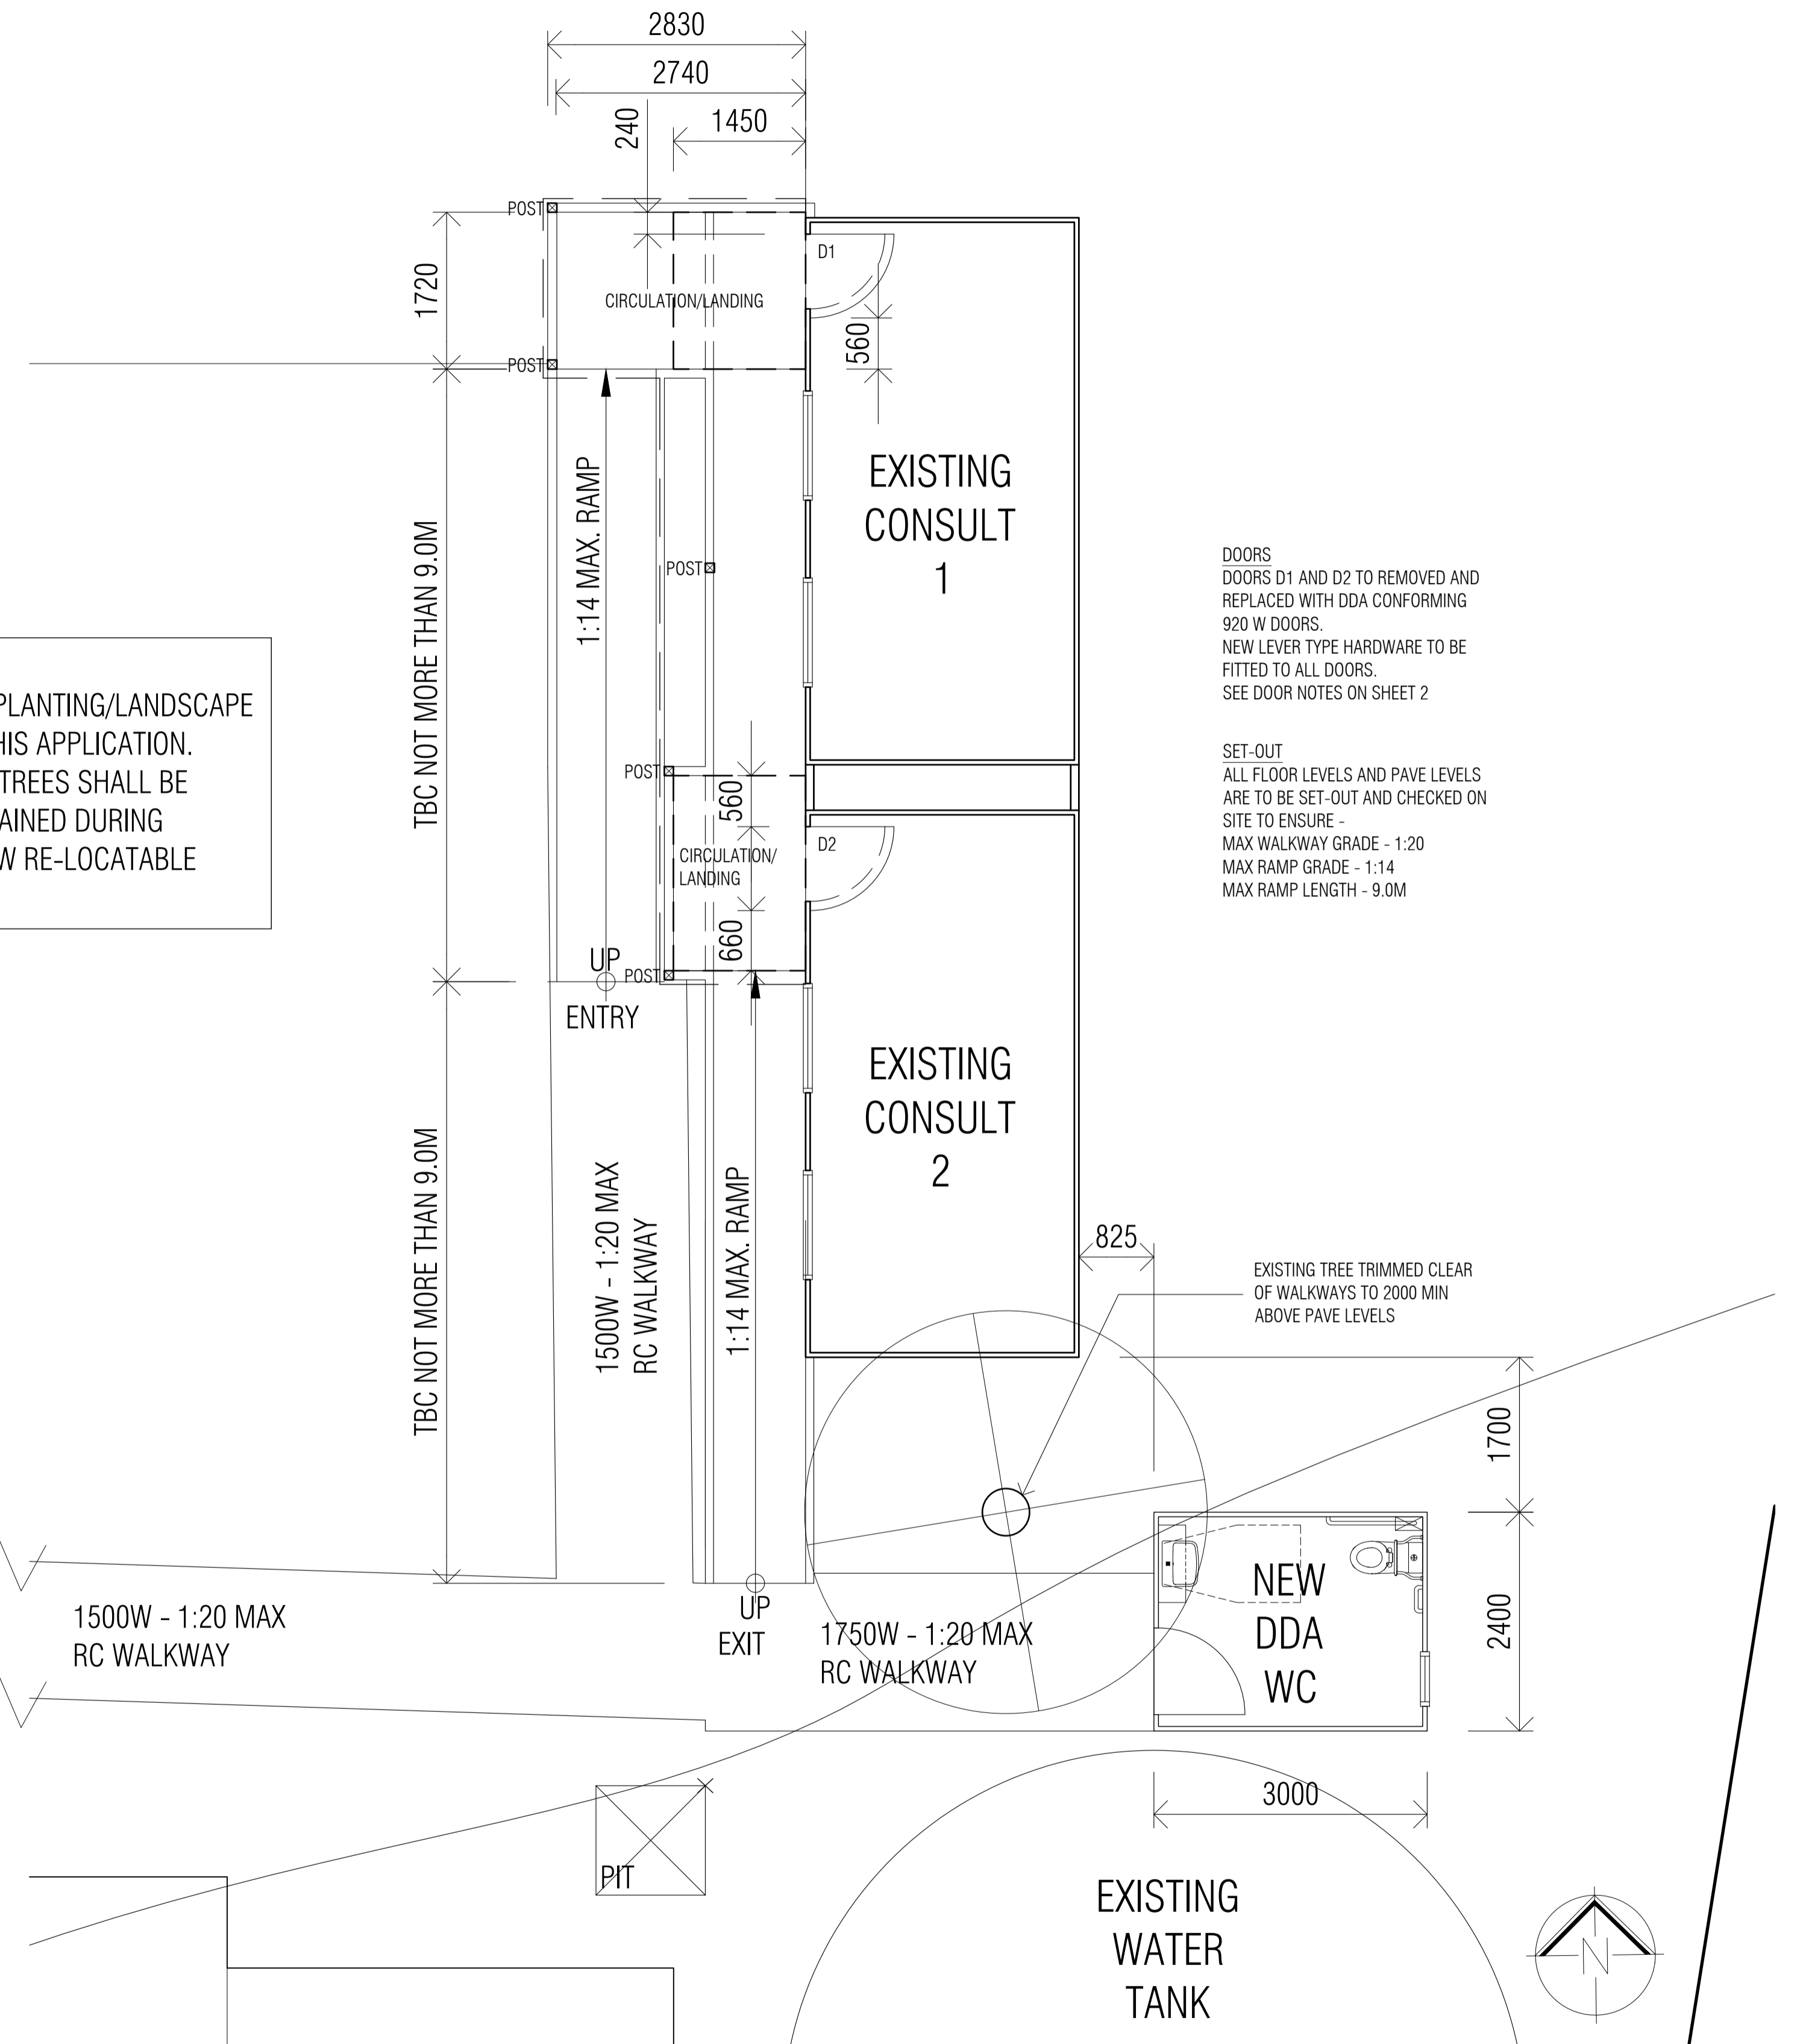 2830
2740
240
1450
POST
D1
1720
CIRCULATION/LANDING
560
POST
EXISTING
CONSULT
1
1:14 MAX. RAMP
TBC NOT MORE THAN 9.0M
POST
DOORS
DOORS D1 AND D2 TO REMOVED AND
REPLACED WITH DDA CONFORMING
920 W DOORS.
NEW LEVER TYPE HARDWARE TO BE
FITTED TO ALL DOORS.
SEE DOOR NOTES ON SHEET 2
PLANTING/LANDSCAPE
HIS APPLICATION.
TREES SHALL BE
AINED DURING
W RE-LOCATABLE
SET-OUT
ALL FLOOR LEVELS AND PAVE LEVELS
ARE TO BE SET-OUT AND CHECKED ON
SITE TO ENSURE -
MAX WALKWAY GRADE - 1:20
MAX RAMP GRADE - 1:14
MAX RAMP LENGTH - 9.0M
POST
560
D2
CIRCULATION/
LANDING
660
UP
POST
ENTRY
EXISTING
CONSULT
2
TBC NOT MORE THAN 9.0M
1500W - 1:20 MAX
RC WALKWAY
1:14 MAX. RAMP
825
EXISTING TREE TRIMMED CLEAR
OF WALKWAYS TO 2000 MIN
ABOVE PAVE LEVELS
1700
NEW
DDA
WC
2400
1500W - 1:20 MAX
RC WALKWAY
UP
EXIT
1750W - 1:20 MAX
RC WALKWAY
3000
PIT
EXISTING
WATER
TANK
N